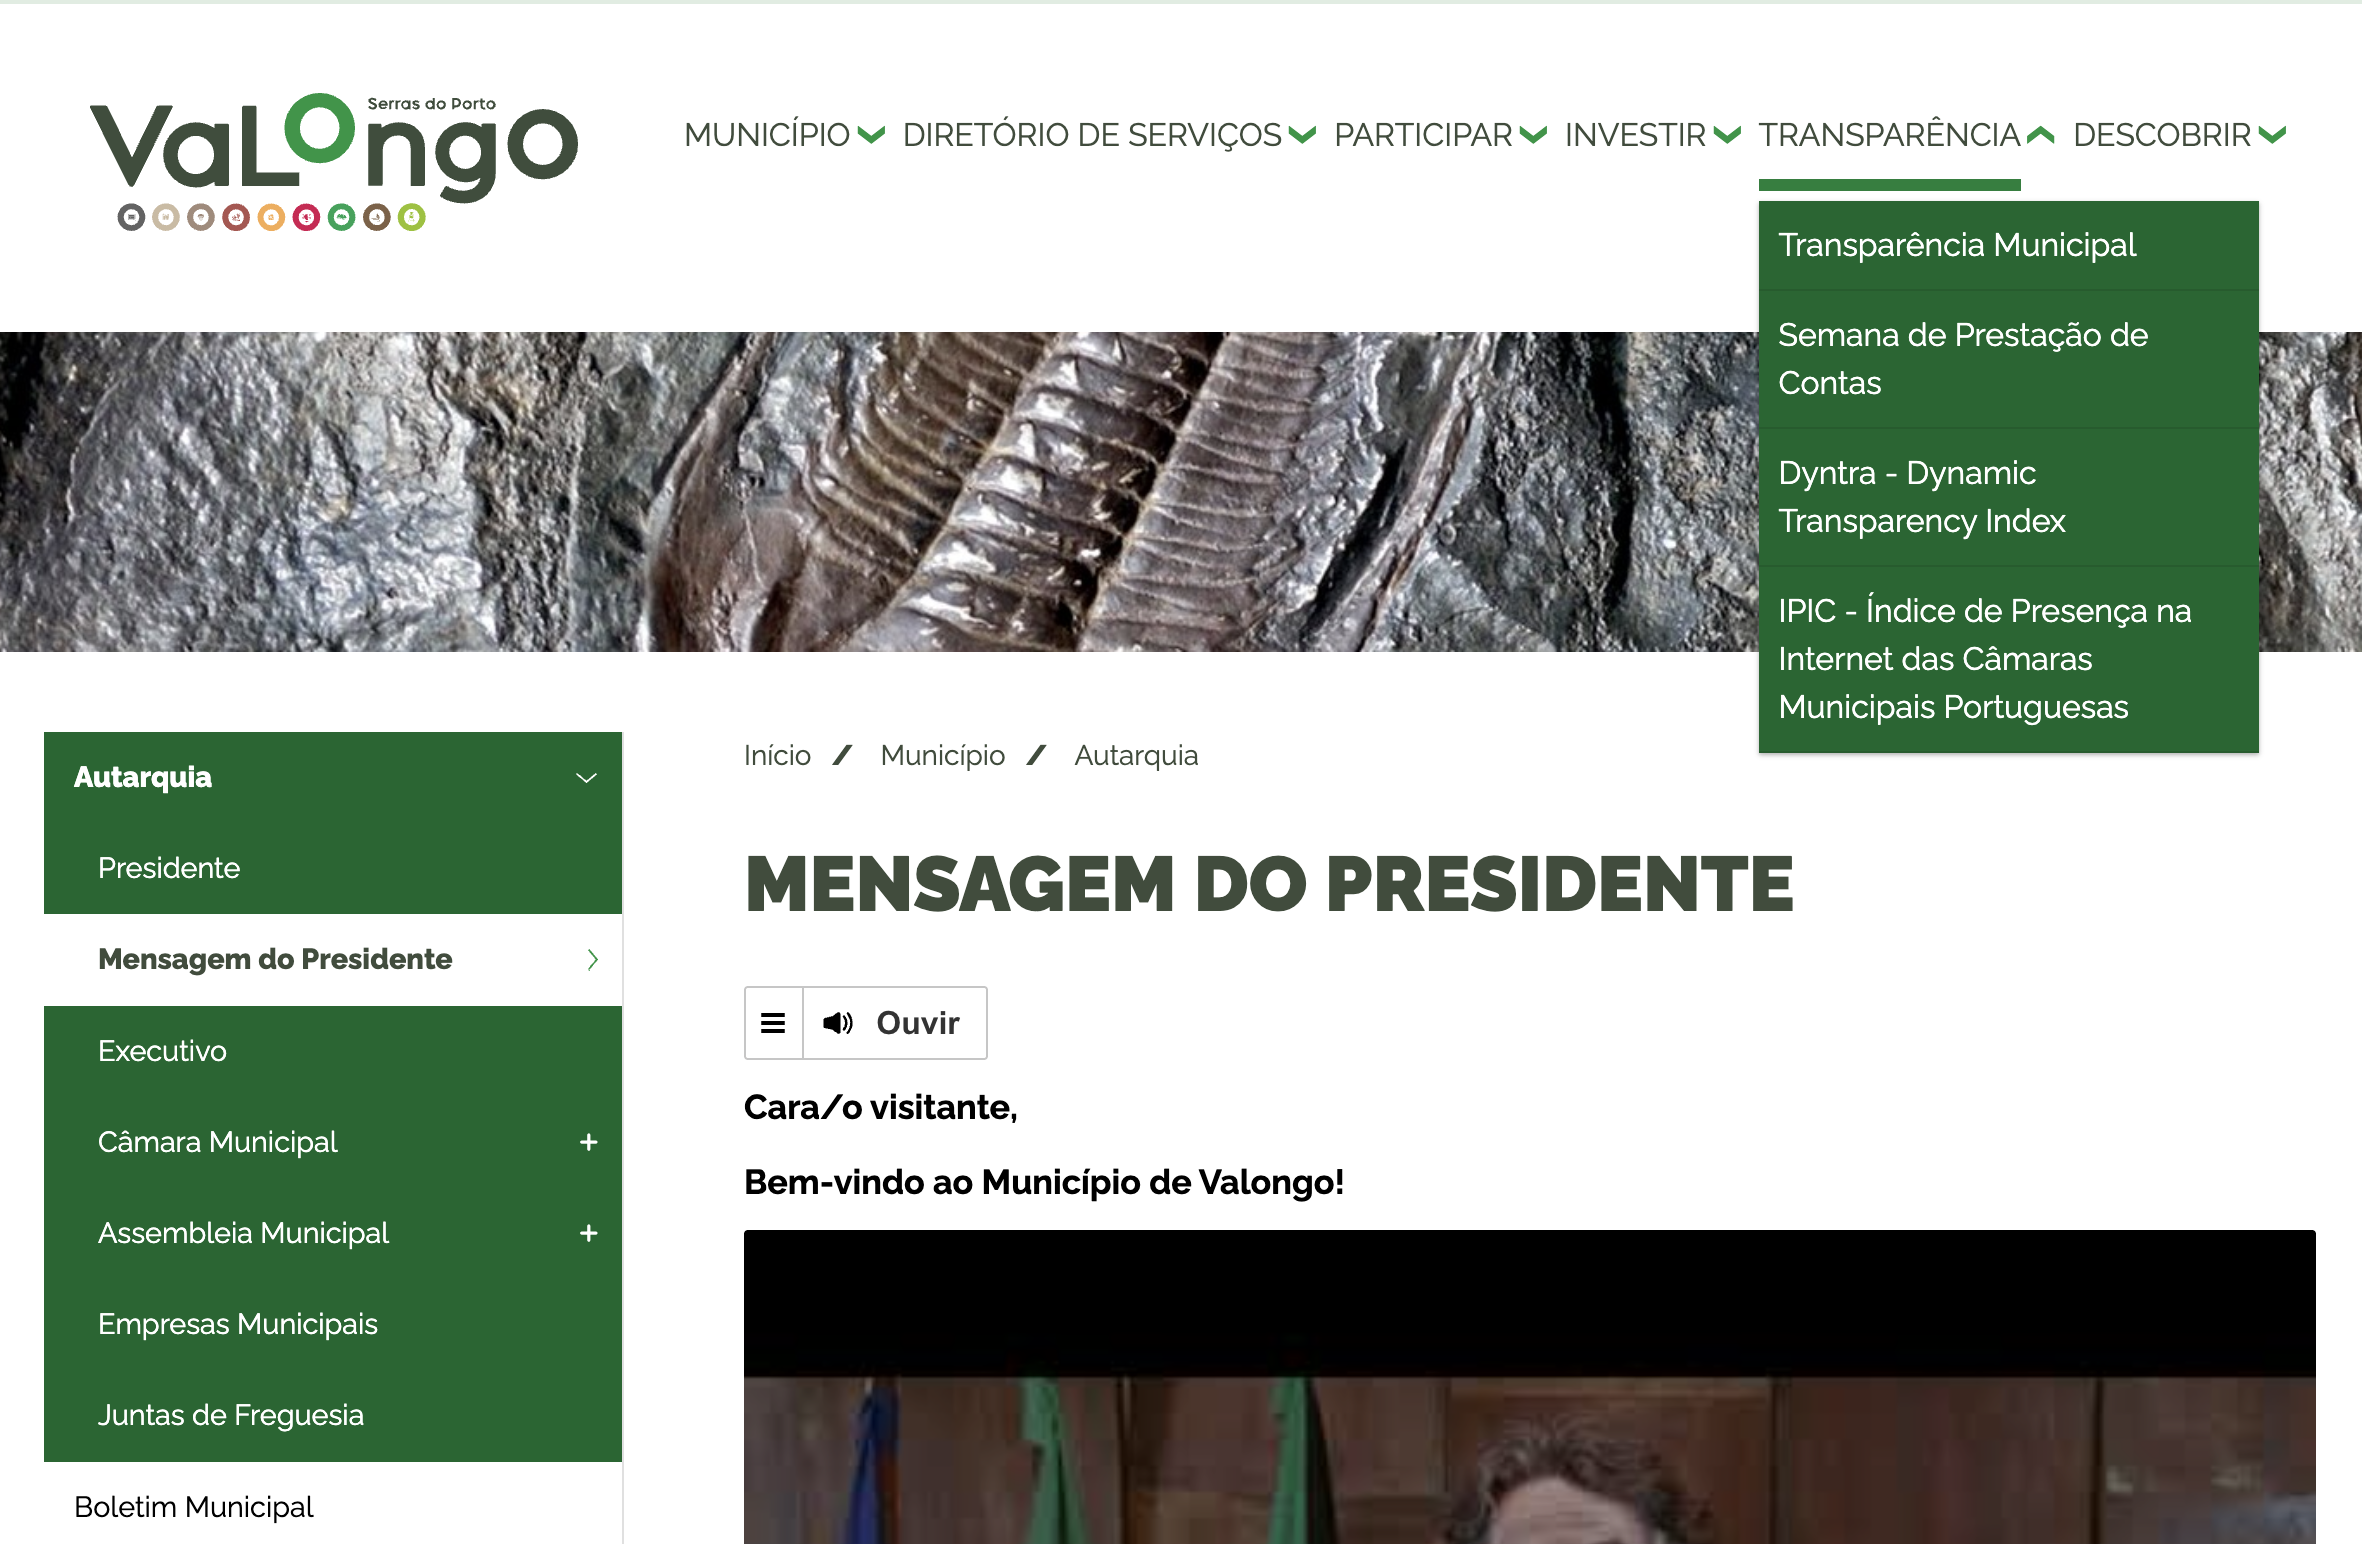 Serras do Porto
VaLongo
MUNICÍPIO
DIRETÓRIO DE SERVIÇOS
PARTICIPAR
INVESTIR
TRANSPARÊNCIA
DESCOBRIR
Transparência Municipal
Semana de Prestação de
Contas
Dyntra - Dynamic
Transparency Index
IPIC - Índice de Presença na
Internet das Câmaras
Municipais Portuguesas
Autarquia
Presidente
Mensagem do Presidente
Executivo
Câmara Municipal
Assembleia Municipal
Empresas Municipais
Juntas de Freguesia
Boletim Municipal
Início / Município / Autarquia
MENSAGEM DO PRESIDENTE
Ouvir
Cara/o visitante,
Bem-vindo ao Município de Valongo!